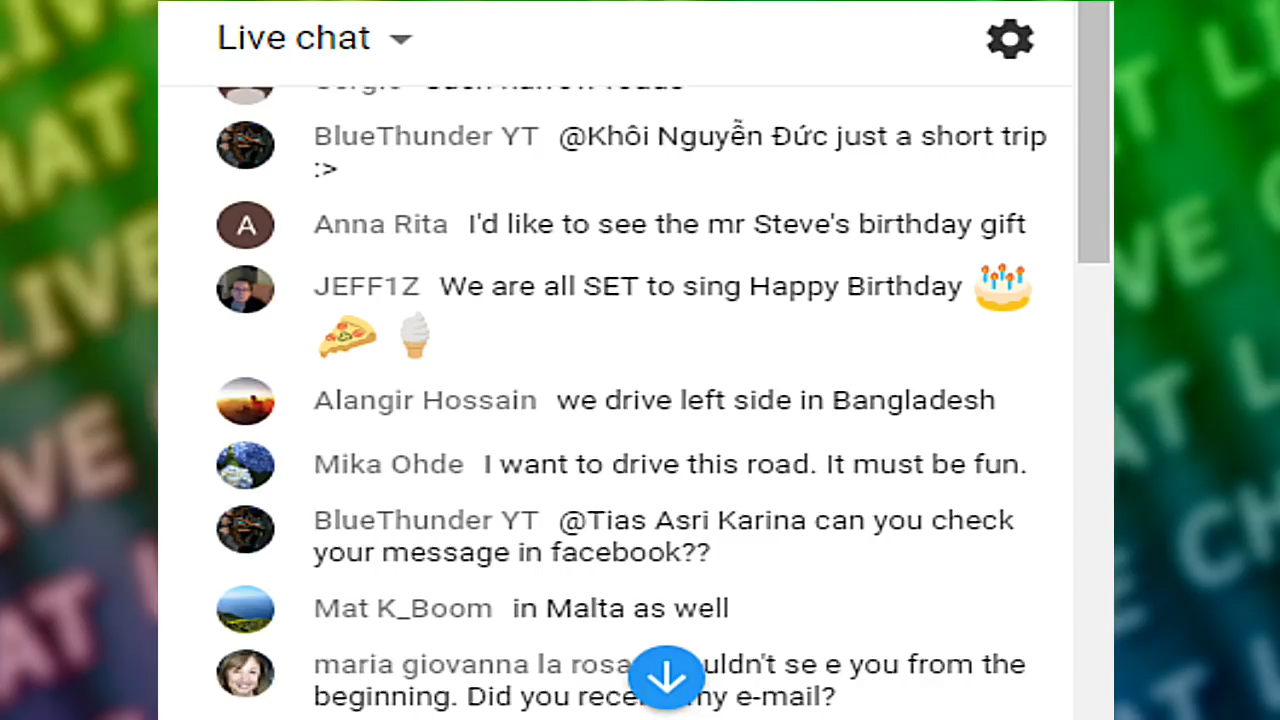 Live chat
BlueThunder YT @Khôi Nguyễn Đức just a short trip
:>
A Anna Rita I'd like to see the mr Steve's birthday gift
JEFF1Z We are all SET to sing Happy Birthday 🎂
🍕 🍦
Alangir Hossain we drive left side in Bangladesh
Mika Ohde I want to drive this road. It must be fun.
BlueThunder YT @Tias Asri Karina can you check
your message in facebook??
Mat K_Boom in Malta as well
maria giovanna la rosa uldn't se e you from the
beginning. Did you rece ny e-mail?